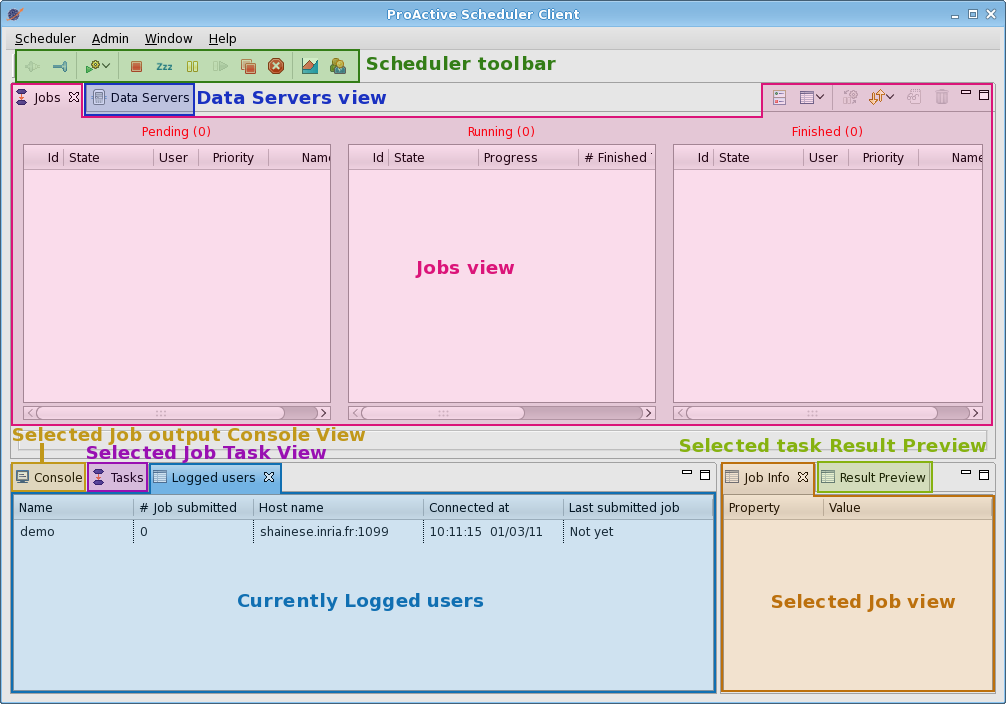 ProActive Scheduler Client
Scheduler Admin Window Help
Zzz
Scheduler toolbar
Jobs Data Servers Data Servers view
Pending (0) Running (0) Finished (0)
Id State User Priority Name Id State Progress # Finished Id State User Priority Name
Jobs view
Selected Job output Console View
Selected Job Task View Selected task Result Preview
Console Tasks Logged users Job Info Result Preview
Name # Job submitted Host name Connected at Last submitted job Property Value
demo 0 shainese.inria.fr:1099 10:11:15 01/03/11 Not yet
Currently Logged users Selected Job view